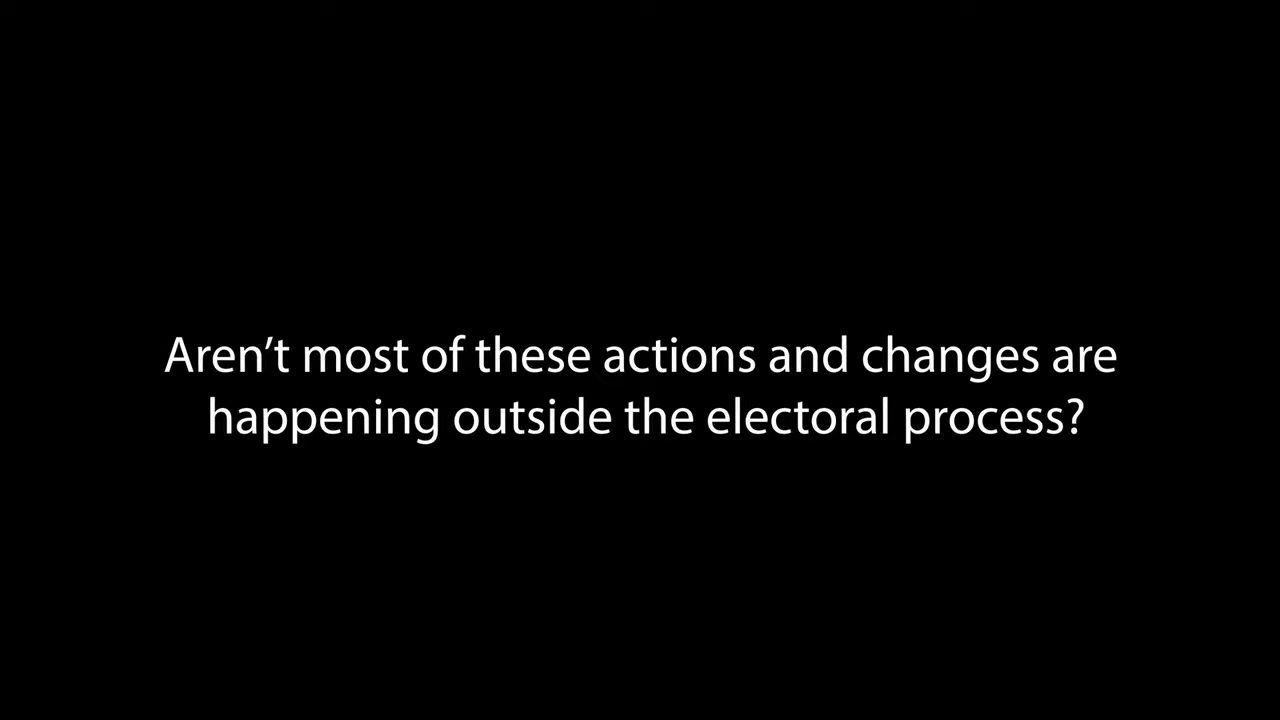 Aren’t most of these actions and changes are
happening outside the electoral process?